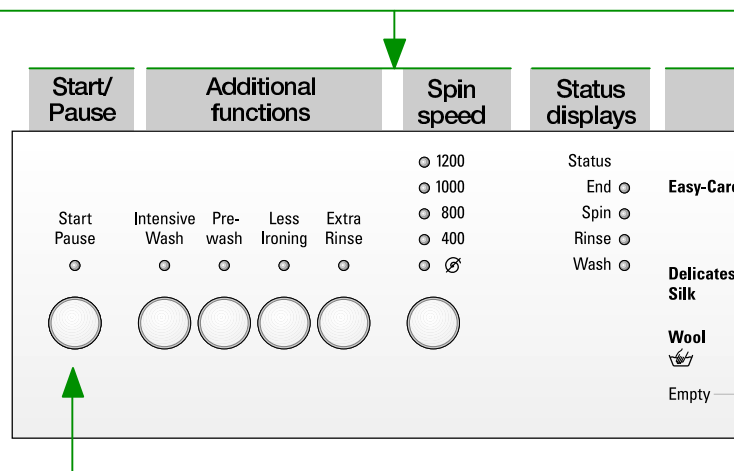 Start/
Pause
Additional
functions
Spin
speed
Status
displays
Start
Pause
Intensive
Wash
Pre-
wash
Less
Ironing
Extra
Rinse
1200
1000
800
400
Status
End
Spin
Rinse
Wash
Easy-Care
Delicates
Silk
Wool
Empty